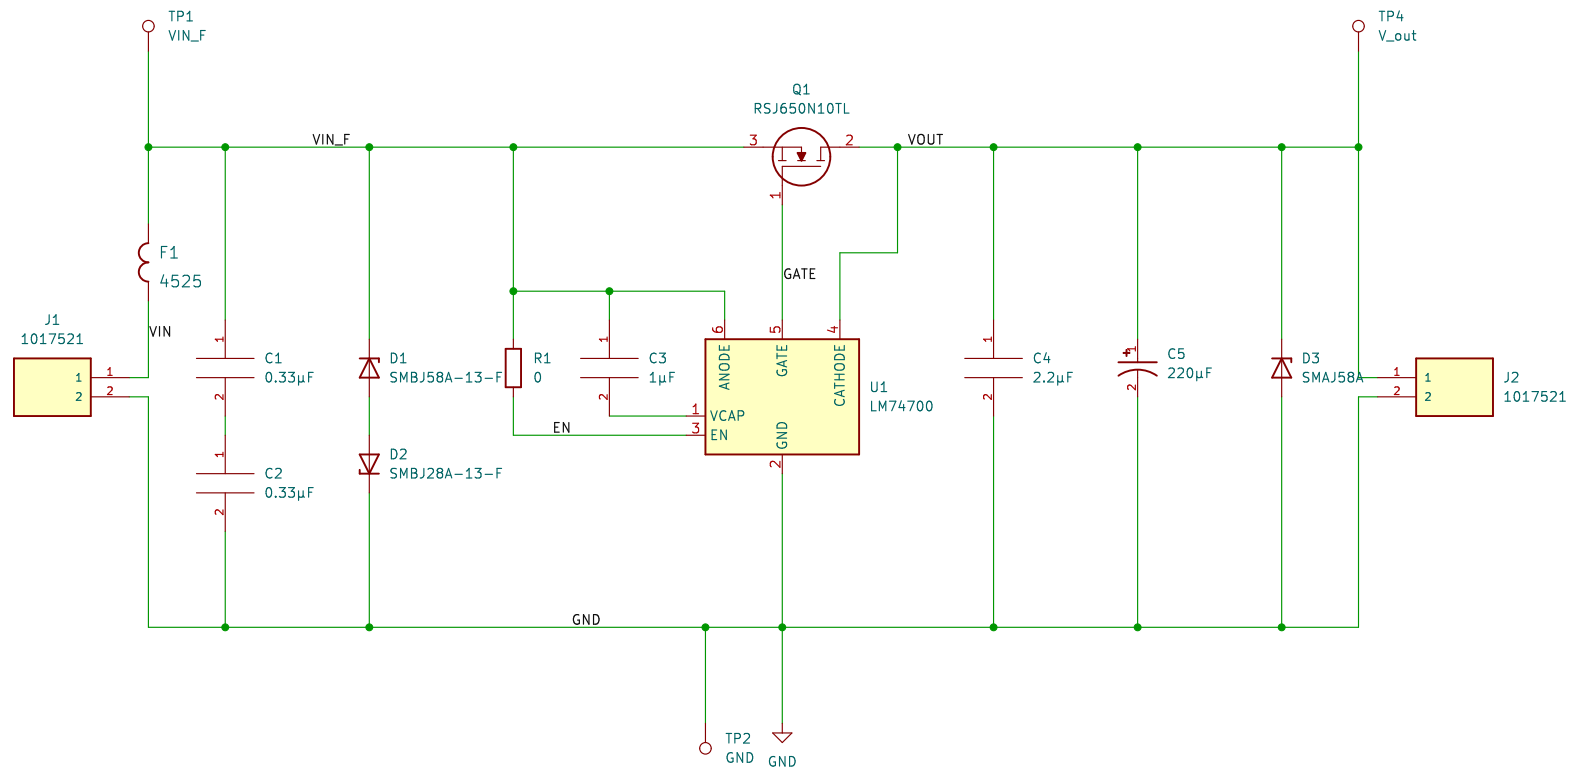 TP1
VIN_F
TP4
V_out
Q1
RSJ650N10TL
VIN_F
3
2
VOUT
1
F1
4525
GATE
J1
1017521
VIN
1
1
2
2
1
C1
0.33µF
2
1
C2
0.33µF
2
D1
SMBJ58A-13-F
D2
SMBJ28A-13-F
R1
0
EN
1
C3
1µF
2
6
5
4
ANODE
GATE
CATHODE
1
VCAP
3
EN
GND
2
U1
LM74700
1
C4
2.2µF
2
+
1
C5
220µF
2
D3
SMAJ58A
1
1
2
2
J2
1017521
GND
TP2
GND
GND